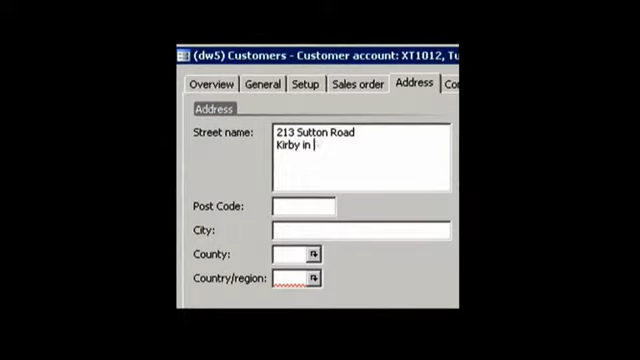 (dw5) Customers - Customer account: XT1012, Tu
Overview General Setup Sales order Address Co
Address
Street name: 213 Sutton Road
Kirby in
Post Code:
City:
County:
Country/region: